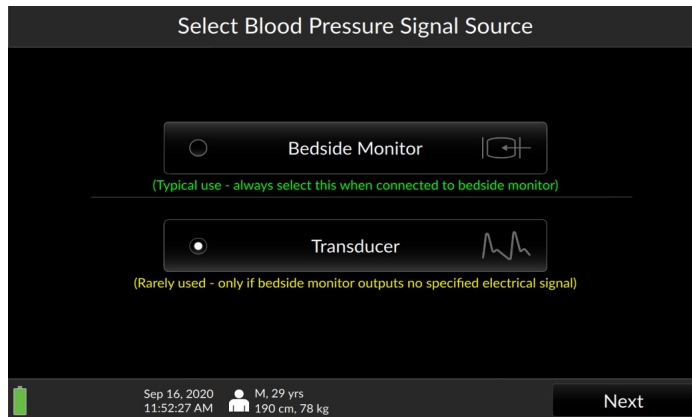 Select Blood Pressure Signal Source
Bedside Monitor
(Typical use - always select this when connected to bedside monitor)
Transducer
(Rarely used - only if bedside monitor outputs no specified electrical signal)
Sep 16, 2020
11:52:27 AM
M, 29 yrs
190 cm, 78 kg
Next